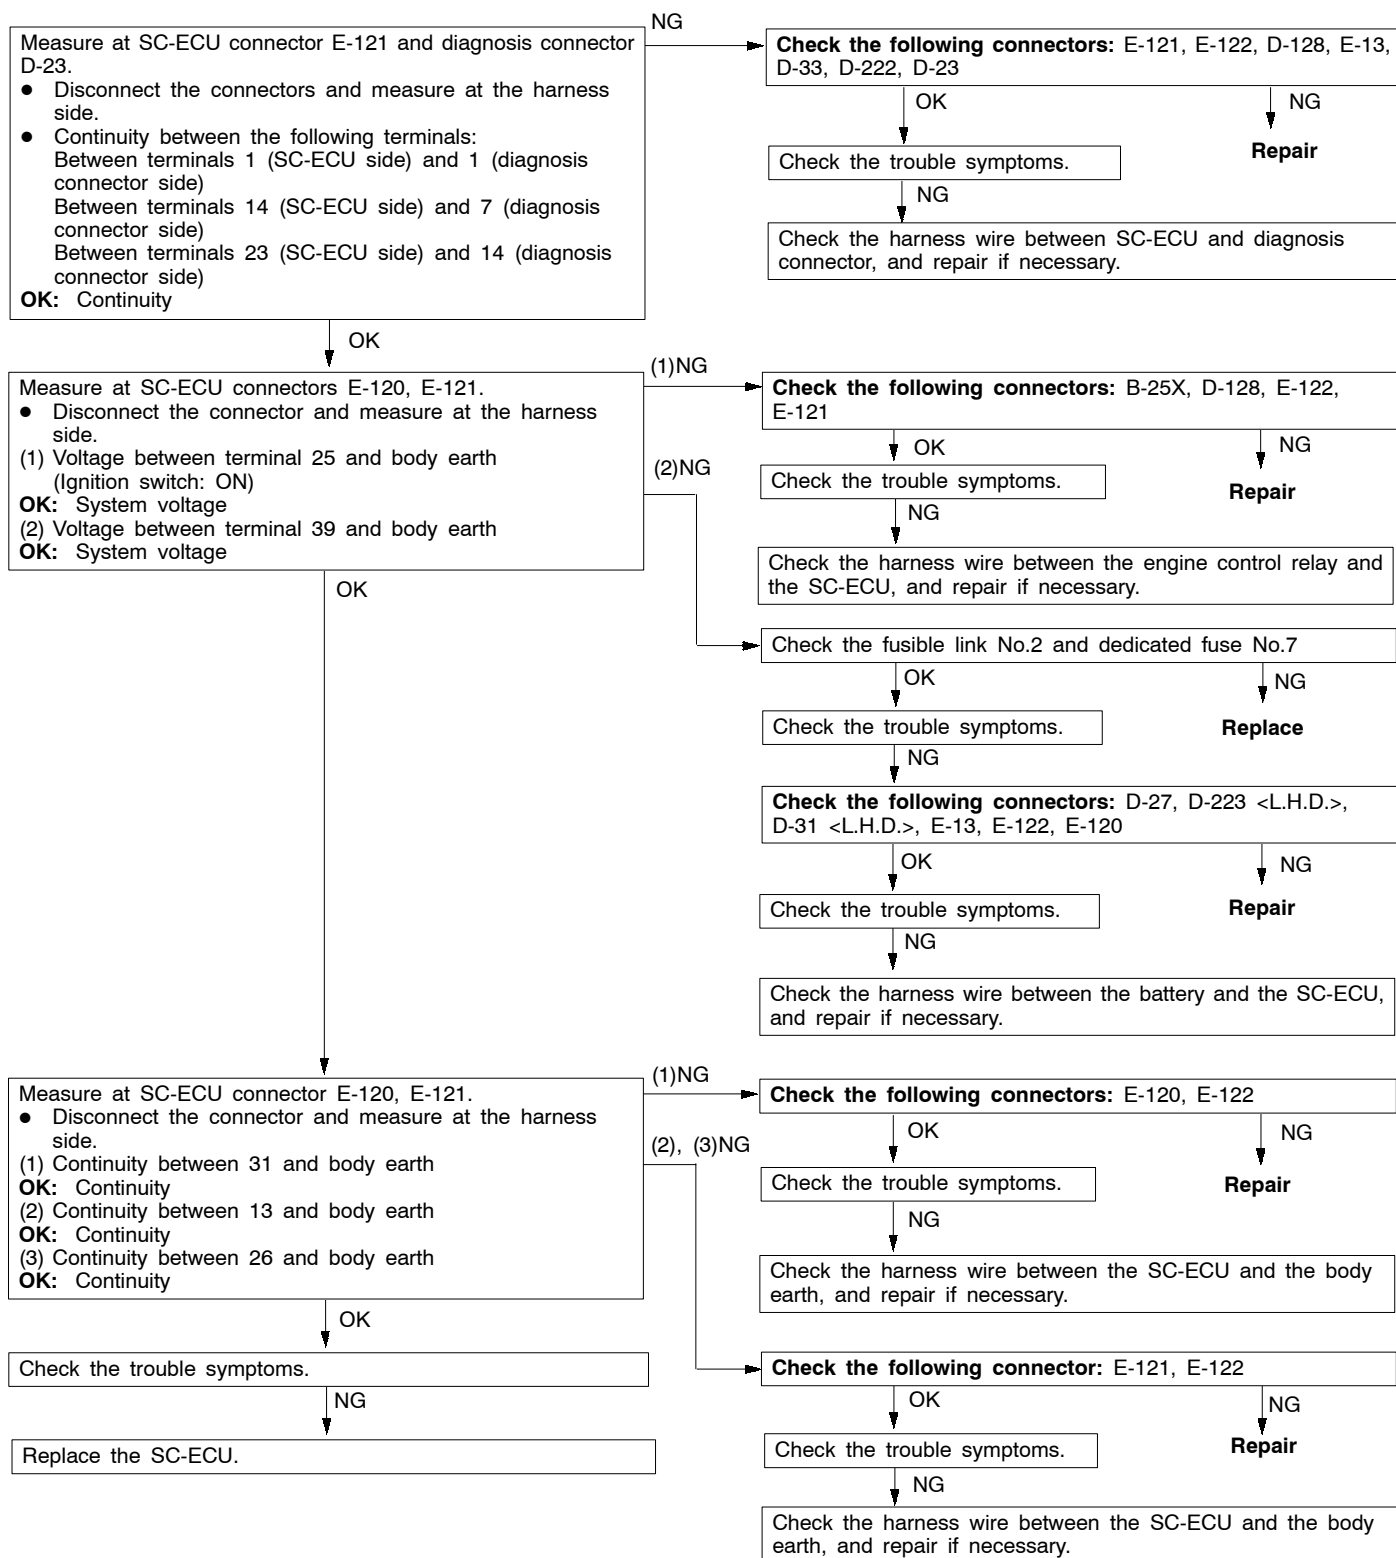 Measure at SC-ECU connector E-121 and diagnosis connector
D-23.
● Disconnect the connectors and measure at the harness
side.
● Continuity between the following terminals:
Between terminals 1 (SC-ECU side) and 1 (diagnosis
connector side)
Between terminals 14 (SC-ECU side) and 7 (diagnosis
connector side)
Between terminals 23 (SC-ECU side) and 14 (diagnosis
connector side)
OK: Continuity
NG
Check the following connectors: E-121, E-122, D-128, E-13,
D-33, D-222, D-23
OK
NG
Check the trouble symptoms.
Repair
NG
Check the harness wire between SC-ECU and diagnosis
connector, and repair if necessary.
OK
Measure at SC-ECU connectors E-120, E-121.
● Disconnect the connector and measure at the harness
side.
(1) Voltage between terminal 25 and body earth
(Ignition switch: ON)
OK: System voltage
(2) Voltage between terminal 39 and body earth
OK: System voltage
(1)NG
Check the following connectors: B-25X, D-128, E-122,
E-121
OK
NG
Check the trouble symptoms.
Repair
NG
Check the harness wire between the engine control relay and
the SC-ECU, and repair if necessary.
(2)NG
Check the fusible link No.2 and dedicated fuse No.7
OK
NG
Check the trouble symptoms.
Replace
NG
Check the following connectors: D-27, D-223 <L.H.D.>,
D-31 <L.H.D.>, E-13, E-122, E-120
OK
NG
Check the trouble symptoms.
Repair
NG
Check the harness wire between the battery and the SC-ECU,
and repair if necessary.
OK
Measure at SC-ECU connector E-120, E-121.
● Disconnect the connector and measure at the harness
side.
(1) Continuity between 31 and body earth
OK: Continuity
(2) Continuity between 13 and body earth
OK: Continuity
(3) Continuity between 26 and body earth
OK: Continuity
(1)NG
Check the following connectors: E-120, E-122
OK
NG
Check the trouble symptoms.
Repair
NG
Check the harness wire between the SC-ECU and the body
earth, and repair if necessary.
(2), (3)NG
Check the following connector: E-121, E-122
OK
NG
Check the trouble symptoms.
Repair
NG
Check the harness wire between the SC-ECU and the body
earth, and repair if necessary.
OK
Check the trouble symptoms.
NG
Replace the SC-ECU.